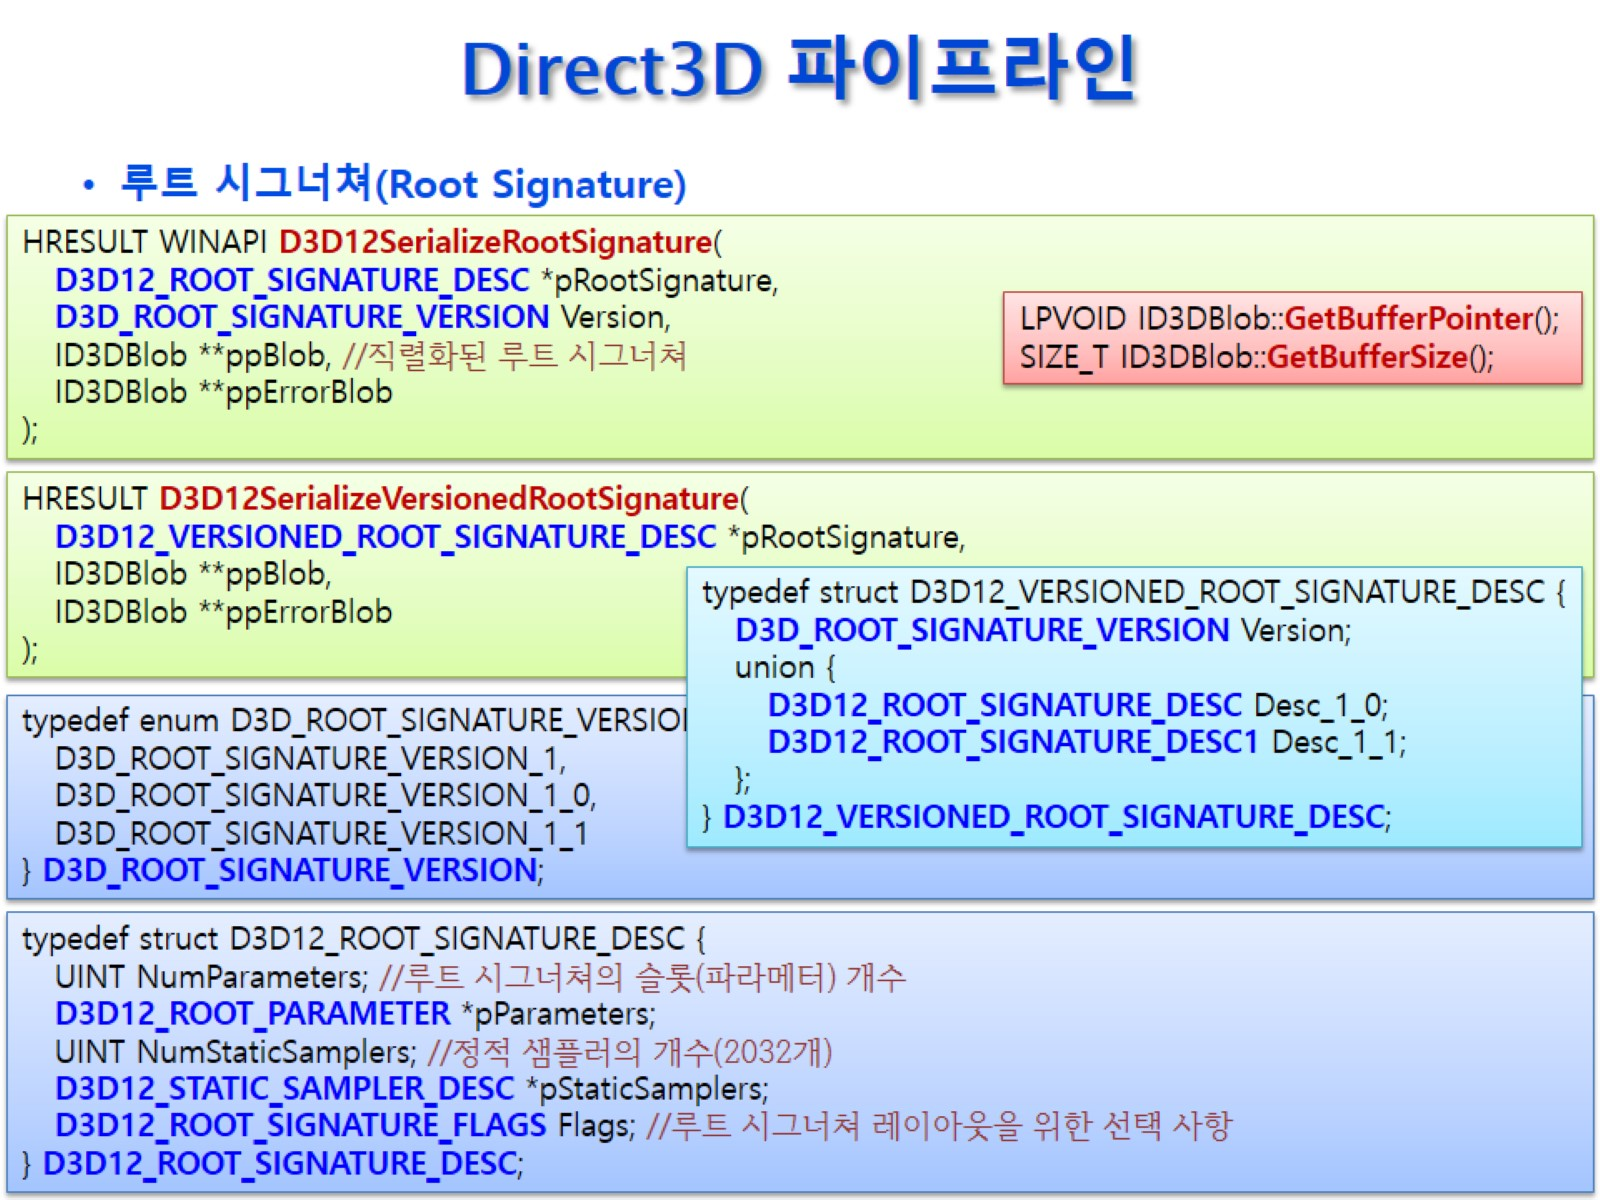 Direct3D 파이프라인
• 루트 시그너쳐(Root Signature)
HRESULT WINAPI D3D12SerializeRootSignature(
D3D12_ROOT_SIGNATURE_DESC *pRootSignature,
D3D_ROOT_SIGNATURE_VERSION Version,
ID3DBlob **ppBlob, //직렬화된 루트 시그너쳐
ID3DBlob **ppErrorBlob
);
LPVOID ID3DBlob::GetBufferPointer();
SIZE_T ID3DBlob::GetBufferSize();
HRESULT D3D12SerializeVersionedRootSignature(
D3D12_VERSIONED_ROOT_SIGNATURE_DESC *pRootSignature,
ID3DBlob **ppBlob,
ID3DBlob **ppErrorBlob
);
typedef struct D3D12_VERSIONED_ROOT_SIGNATURE_DESC {
D3D_ROOT_SIGNATURE_VERSION Version;
union {
D3D12_ROOT_SIGNATURE_DESC Desc_1_0;
D3D12_ROOT_SIGNATURE_DESC1 Desc_1_1;
};
} D3D12_VERSIONED_ROOT_SIGNATURE_DESC;
typedef enum D3D_ROOT_SIGNATURE_VERSIO
D3D_ROOT_SIGNATURE_VERSION_1,
D3D_ROOT_SIGNATURE_VERSION_1_0,
D3D_ROOT_SIGNATURE_VERSION_1_1
} D3D_ROOT_SIGNATURE_VERSION;
typedef struct D3D12_ROOT_SIGNATURE_DESC {
UINT NumParameters; //루트 시그너쳐의 슬롯(파라메터) 개수
D3D12_ROOT_PARAMETER *pParameters;
UINT NumStaticSamplers; //정적 샘플러의 개수(2032개)
D3D12_STATIC_SAMPLER_DESC *pStaticSamplers;
D3D12_ROOT_SIGNATURE_FLAGS Flags; //루트 시그너쳐 레이아웃을 위한 선택 사항
} D3D12_ROOT_SIGNATURE_DESC;